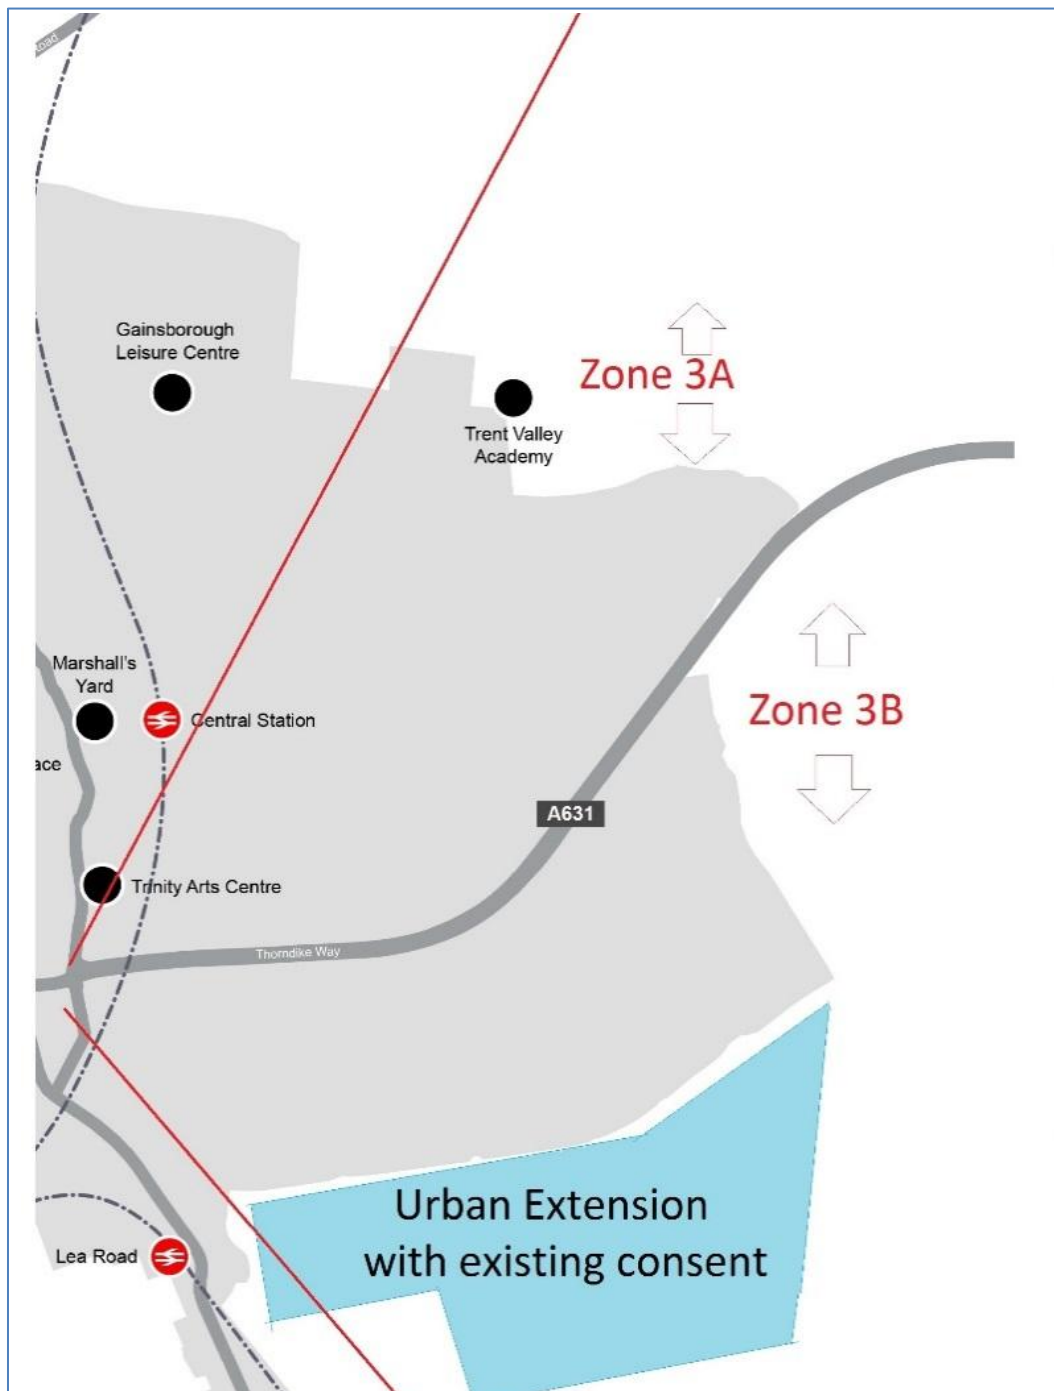 Road
Gainsborough
Leisure Centre
Zone 3A
Trent Valley
Academy
Marshall's
Yard
Central Station
Zone 3B
ace
A631
Trinity Arts Centre
Thorndike Way
Urban Extension
with existing consent
Lea Road